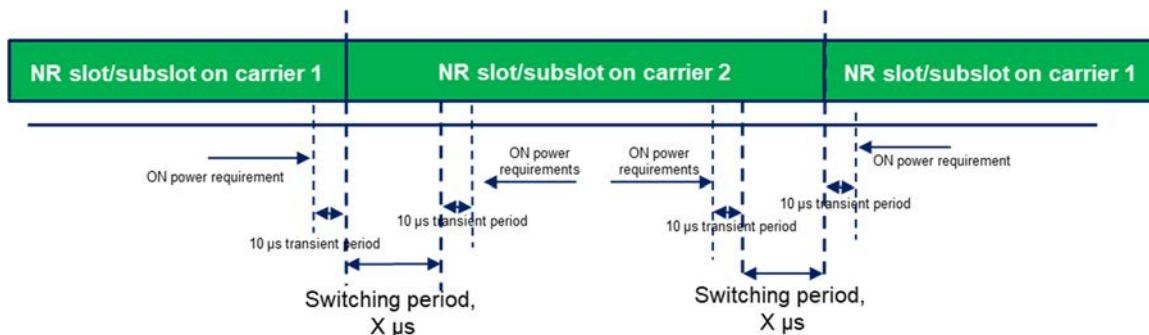 NR slot/subslot on carrier 1
NR slot/subslot on carrier 2
NR slot/subslot on carrier 1
ON power requirement
ON power
requirements
ON power
requirements
ON power
requirement
10 µs transient period
10 µs transient period
10 µs transient period
10 µs transient period
Switching period,
X µs
Switching period,
X µs